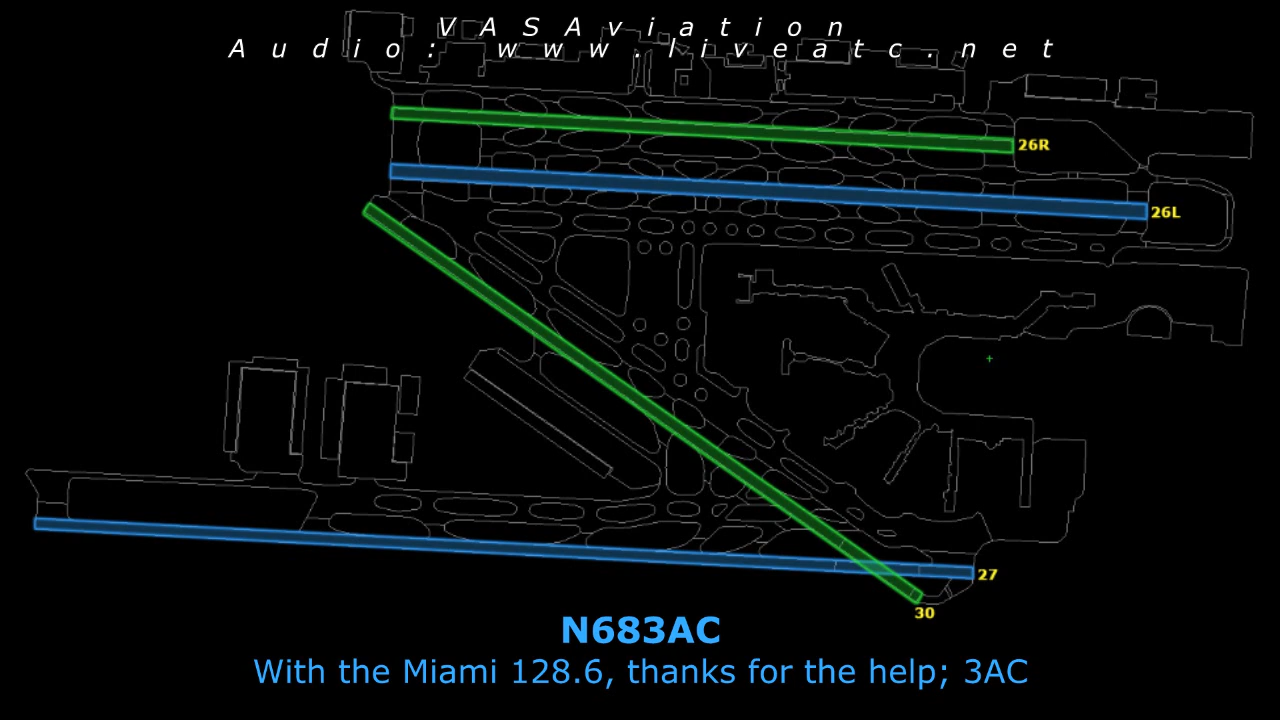 V A S A v i a t i o n
A u d i o : w w w . l i v e a t c . n e t
26R
26L
27
30
N683AC
With the Miami 128.6, thanks for the help; 3AC